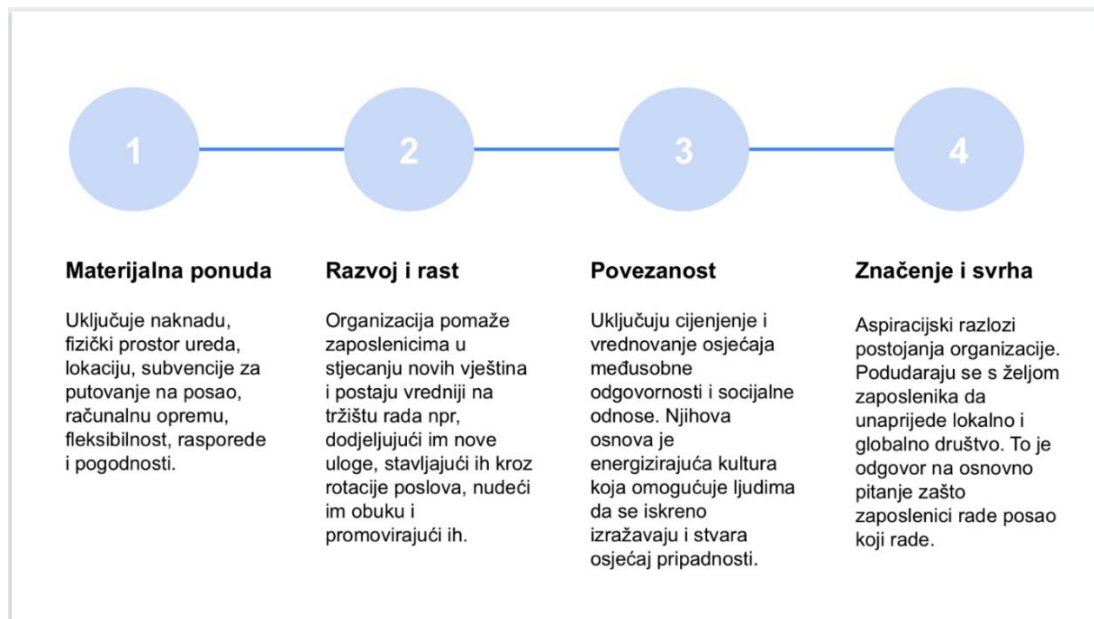 1
2
3
4
Materijalna ponuda
Uključuje naknadu,
fizički prostor ureda,
lokaciju, subvencije za
putovanje na posao,
računalnu opremu,
fleksibilnost, rasporede
i pogodnosti.
Razvoj i rast
Organizacija pomaže
zaposlenicima u
stjecanju novih vještina
i postaju vredniji na
tržištu rada npr,
dodjeljujući im nove
uloge, stavljajući ih kroz
rotacije poslova, nudeći
im obuku i
promovirajući ih.
Povezanost
Uključuju cijenjenje i
vrednovanje osjećaja
međusobne
odgovornosti i socijalne
odnose. Njihova
osnova je
energizirajuća kultura
koja omogućuje ljudima
da se iskreno
izražavaju i stvara
osjećaj pripadnosti.
Značenje i svrha
Aspiracijski razlozi
postojanja organizacije.
Podudaraju se s željom
zaposlenika da
unaprijede lokalno i
globalno društvo. To je
odgovor na osnovno
pitanje zašto
zaposlenici rade posao
koji rade.